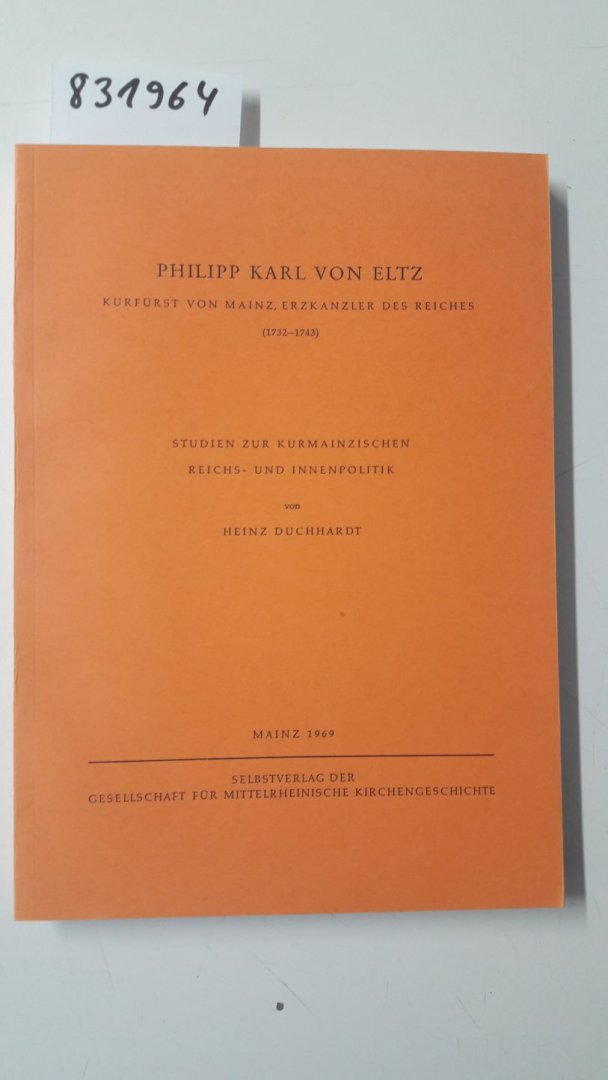 831964
PHILIPP KARL VON ELTZ
KURFÜRST VON MAINZ, ERZKANZLER DES REICHES
(1732–1743)
STUDIEN ZUR KURMAINZISCHEN
REICHS- UND INNENPOLITIK
von
HEINZ DUCHHARDT
MAINZ 1969
SELBSTVERLAG DER
GESELLSCHAFT FÜR MITTELRHEINISCHE KIRCHENGESCHICHTE